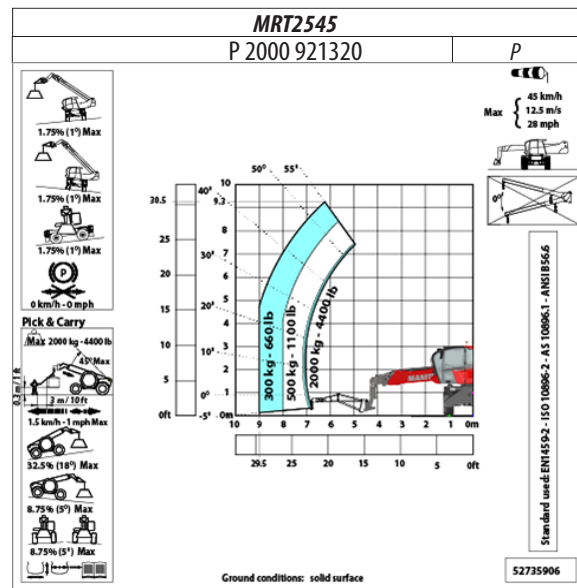 MRT2545
P 2000 921320
P
1.75% (1°) Max
1.75% (1°) Max
1.75% (1°) Max
P
0 km/h - 0 mph
Pick & Carry
Max 2000 kg - 4400 lb
45° Max
0.3 m / 1 ft
3 m / 10 ft
1.5 km/h - 1 mph Max
32.5% (18°) Max
8.75% (5°) Max
8.75% (5°) Max
Max
45 km/h
12.5 m/s
28 mph
0°
50° 55°
40°
30°
20°
10°
0°
-5°
30.5
25
20
15
10
5
0ft
10
9.3
8
7
6
5
4
3
2
1
0m
300 kg - 660 lb
500 kg - 1100 lb
2000 kg - 4400 lb
10 9 8 7 6 5 4 3 2 1 0m
29.5 25 20 15 10 5 0ft
Standard used: EN1459-2 - ISO 10896-2 - AS 10896.1 - ANSI B56.6
Ground conditions: solid surface
52735906